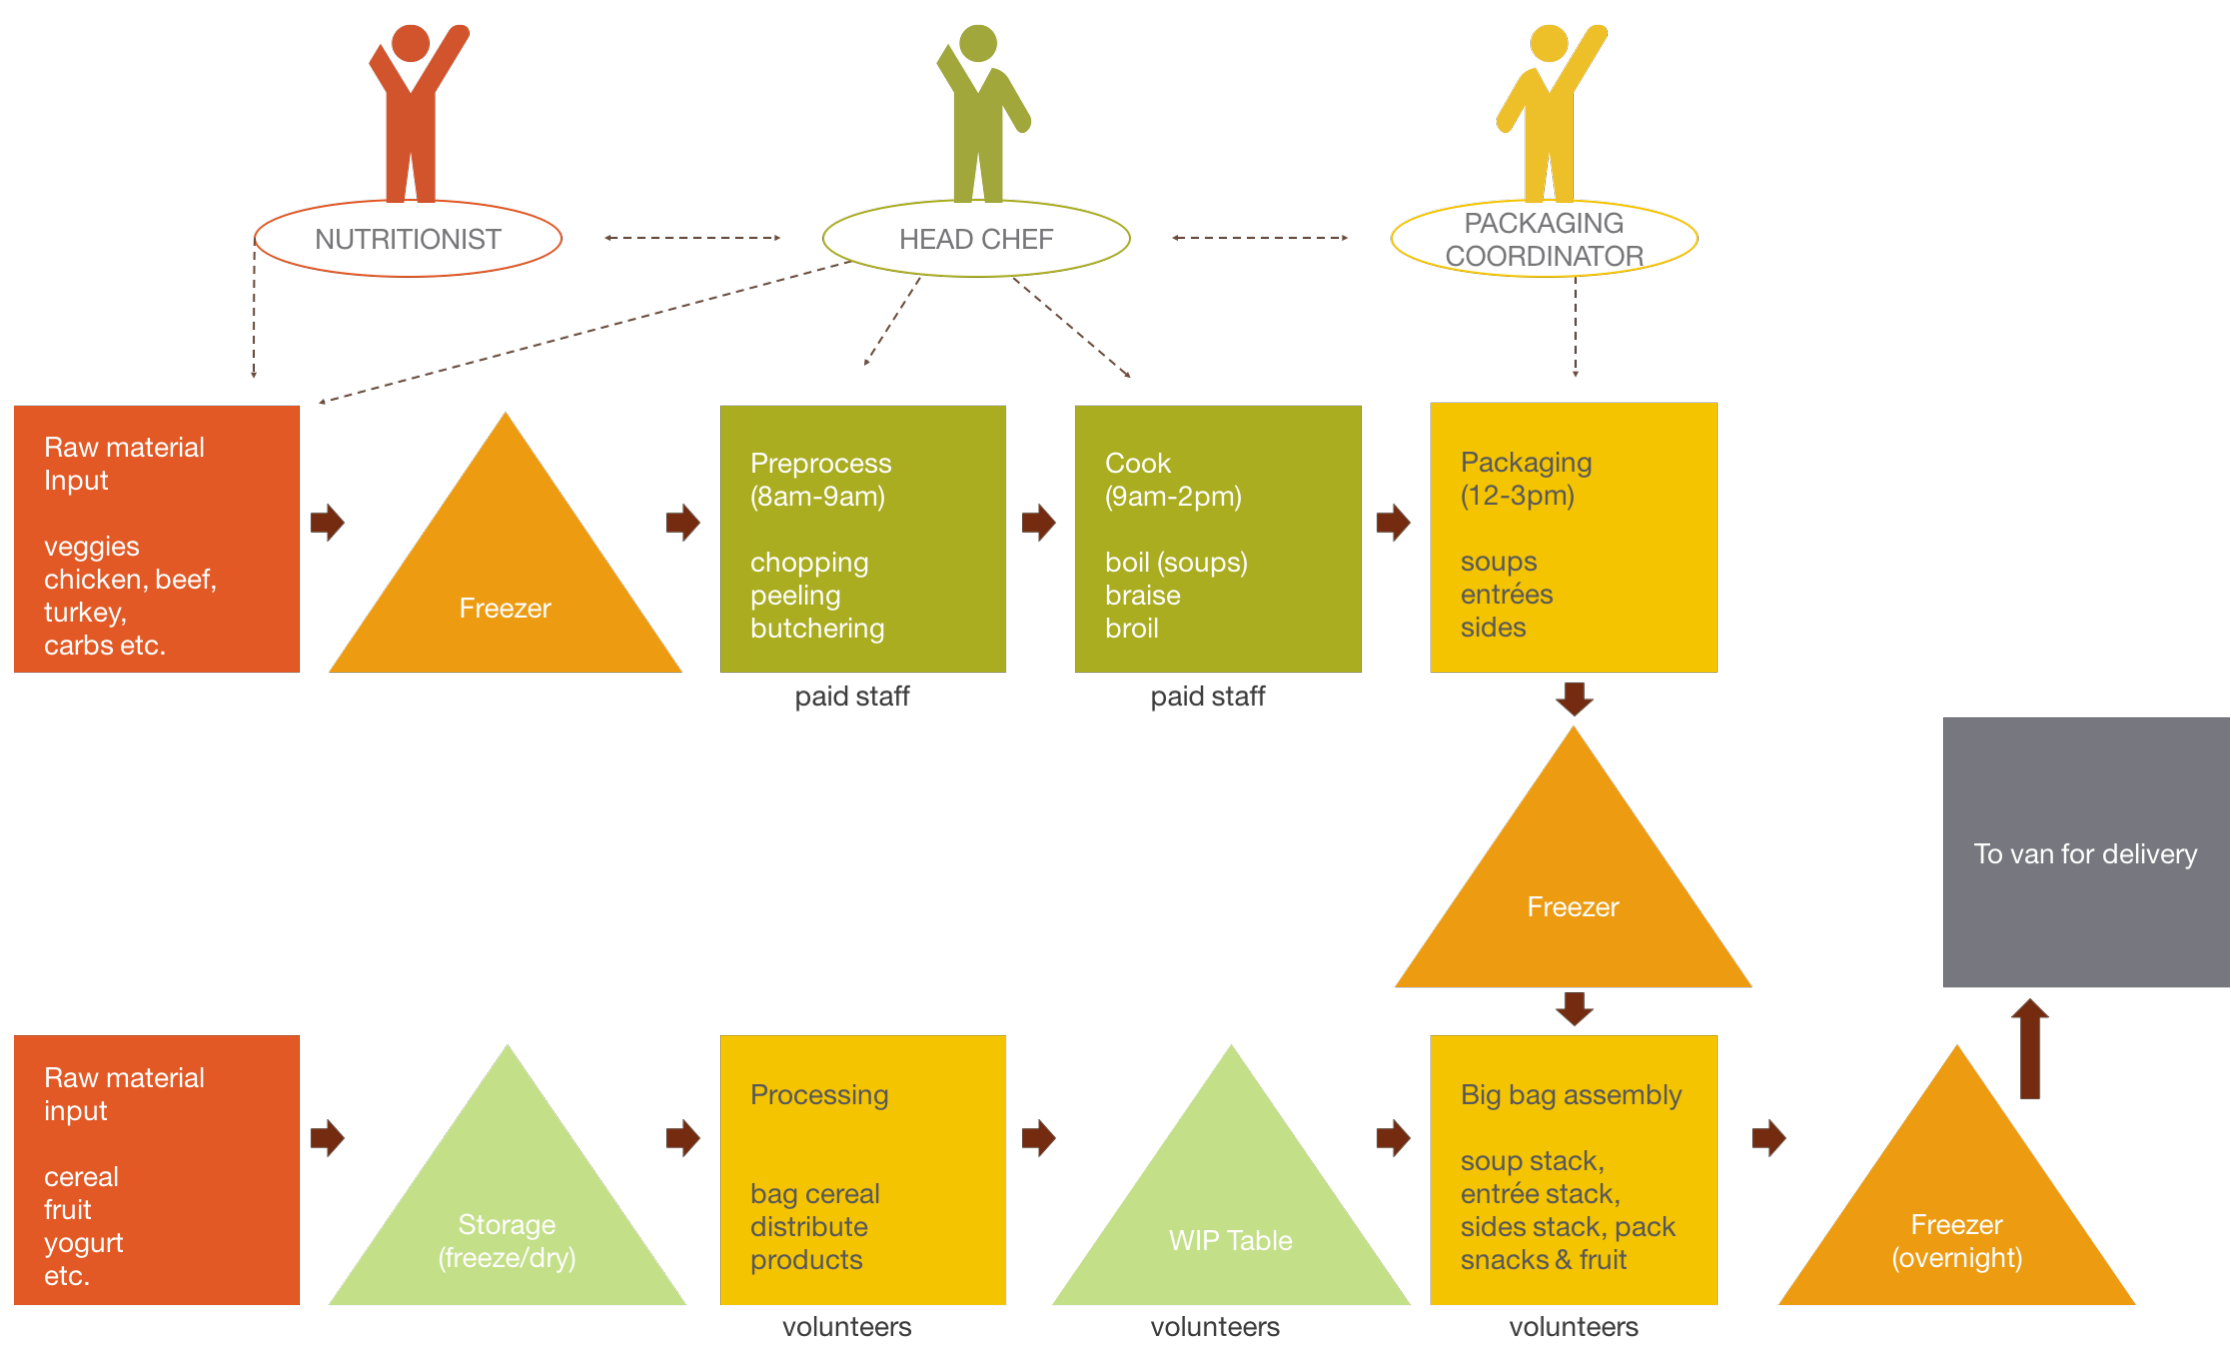 NUTRITIONIST
HEAD CHEF
PACKAGING
COORDINATOR
Raw material
Input
veggies
chicken, beef,
turkey,
carbs etc.
Freezer
Preprocess
(8am-9am)
chopping
peeling
butchering
paid staff
Cook
(9am-2pm)
boil (soups)
braise
broil
paid staff
Packaging
(12-3pm)
soups
entrées
sides
Freezer
To van for delivery
Raw material
input
cereal
fruit
yogurt
etc.
Storage
(freeze/dry)
Processing
bag cereal
distribute
products
volunteers
WIP Table
volunteers
Big bag assembly
soup stack,
entrée stack,
sides stack, pack
snacks & fruit
volunteers
Freezer
(overnight)